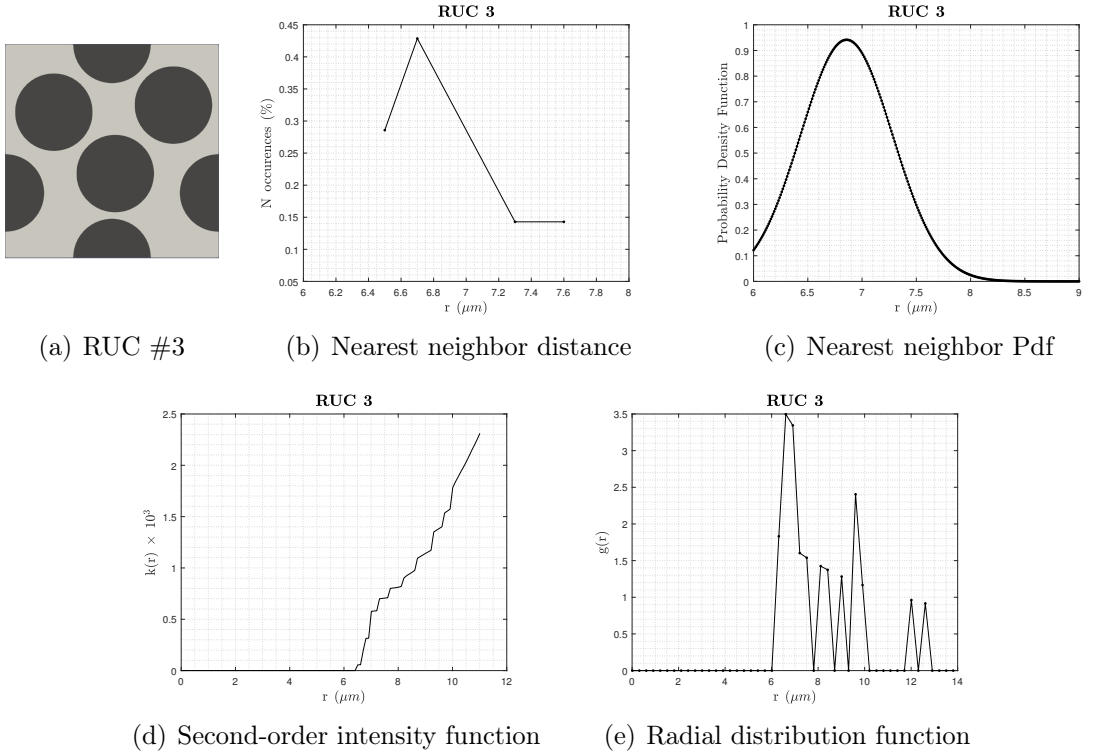 RUC 3
N occurences (%)
0.45
0.4
0.35
0.3
0.25
0.2
0.15
0.1
0.05
6 6.2 6.4 6.6 6.8 7 7.2 7.4 7.6 7.8 8
r (μm)
RUC 3
Probability Density Function
1
0.9
0.8
0.7
0.6
0.5
0.4
0.3
0.2
0.1
0
6 6.5 7 7.5 8 8.5 9
r (μm)
(a) RUC #3
(b) Nearest neighbor distance
(c) Nearest neighbor Pdf
RUC 3
k(r) × 10³
2.5
2
1.5
1
0.5
0
0 2 4 6 8 10 12
r (μm)
RUC 3
g(r)
3.5
3
2.5
2
1.5
1
0.5
0
0 2 4 6 8 10 12 14
r (μm)
(d) Second-order intensity function
(e) Radial distribution function